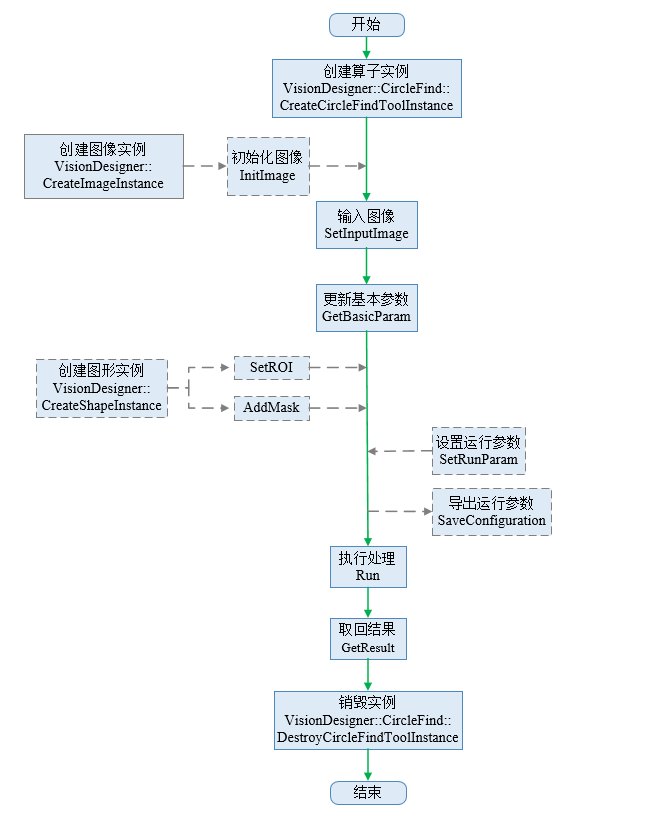 开始
创建算子实例
VisionDesigner::CircleFind::
CreateCircleFindToolInstance
创建图像实例
VisionDesigner::
CreateImageInstance
初始化图像
InitImage
输入图像
SetInputImage
更新基本参数
GetBasicParam
创建图形实例
VisionDesigner::
CreateShapeInstance
SetROI
AddMask
设置运行参数
SetRunParam
导出运行参数
SaveConfiguration
执行处理
Run
取回结果
GetResult
销毁实例
VisionDesigner::CircleFind::
DestroyCircleFindToolInstance
结束